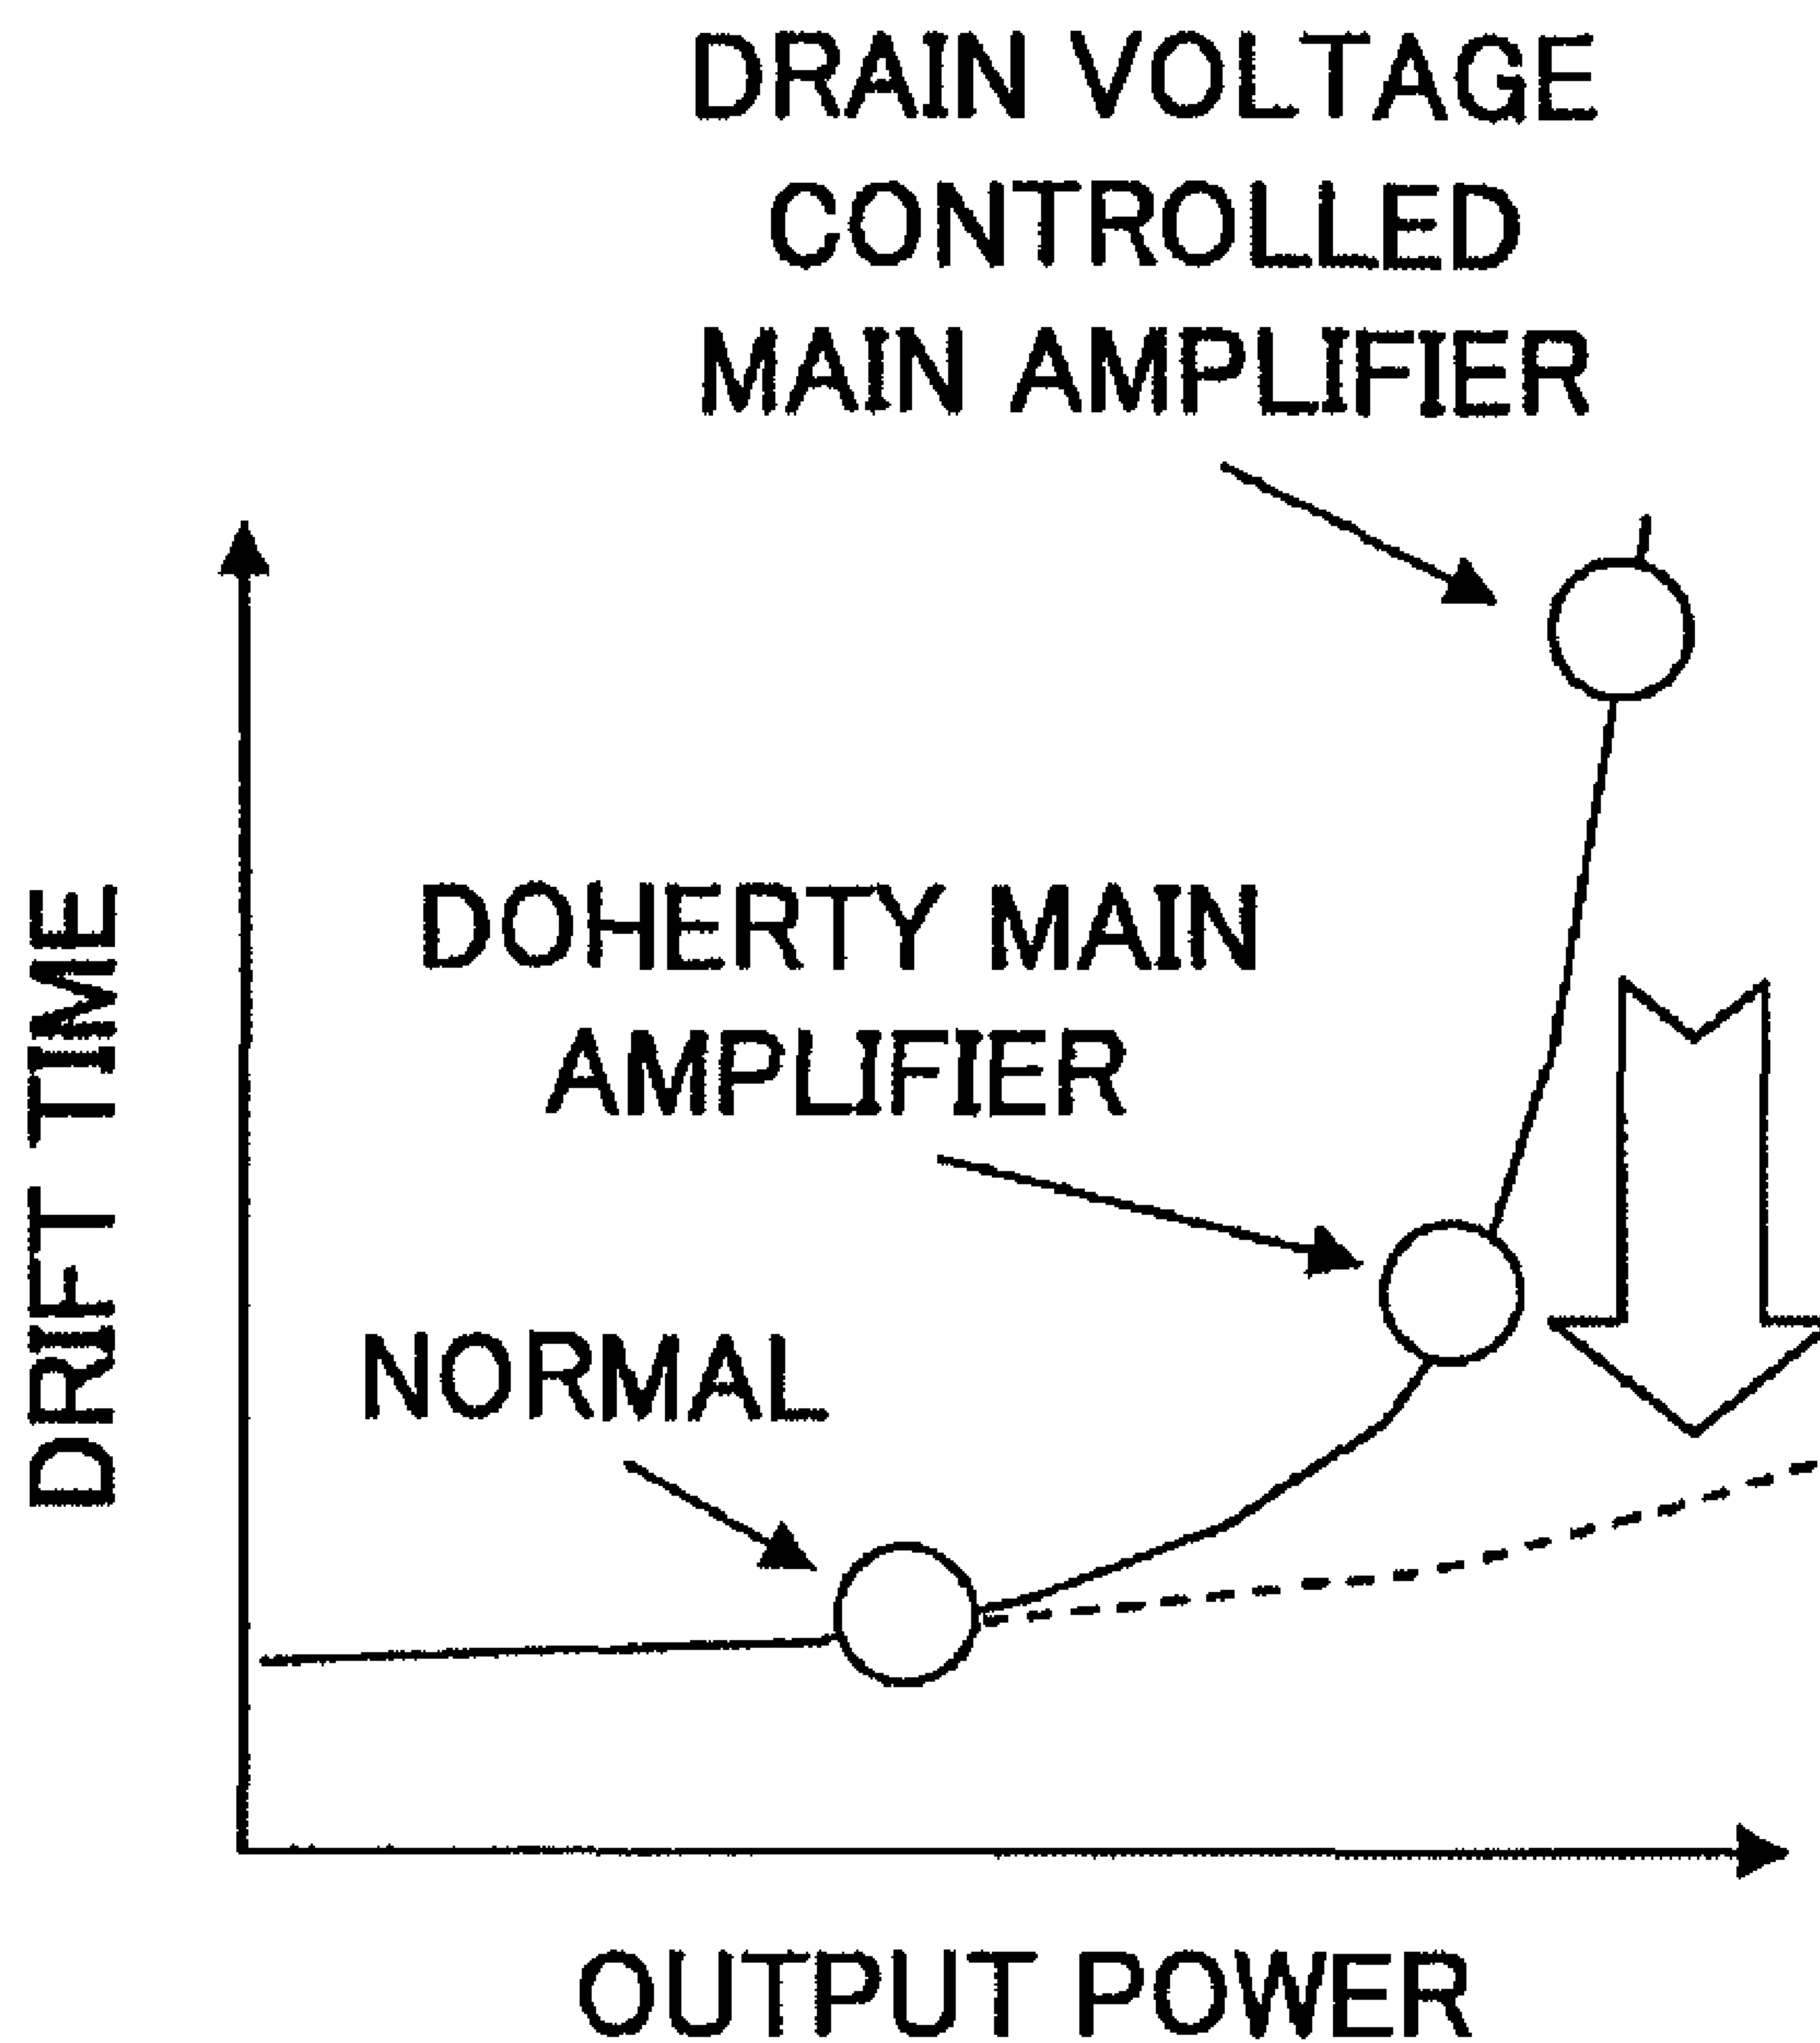 DRAIN VOLTAGE
CONTROLLED
MAIN AMPLIFIER
DOHERTY MAIN
AMPLIFIER
NORMAL
DRIFT TIME
OUTPUT POWER